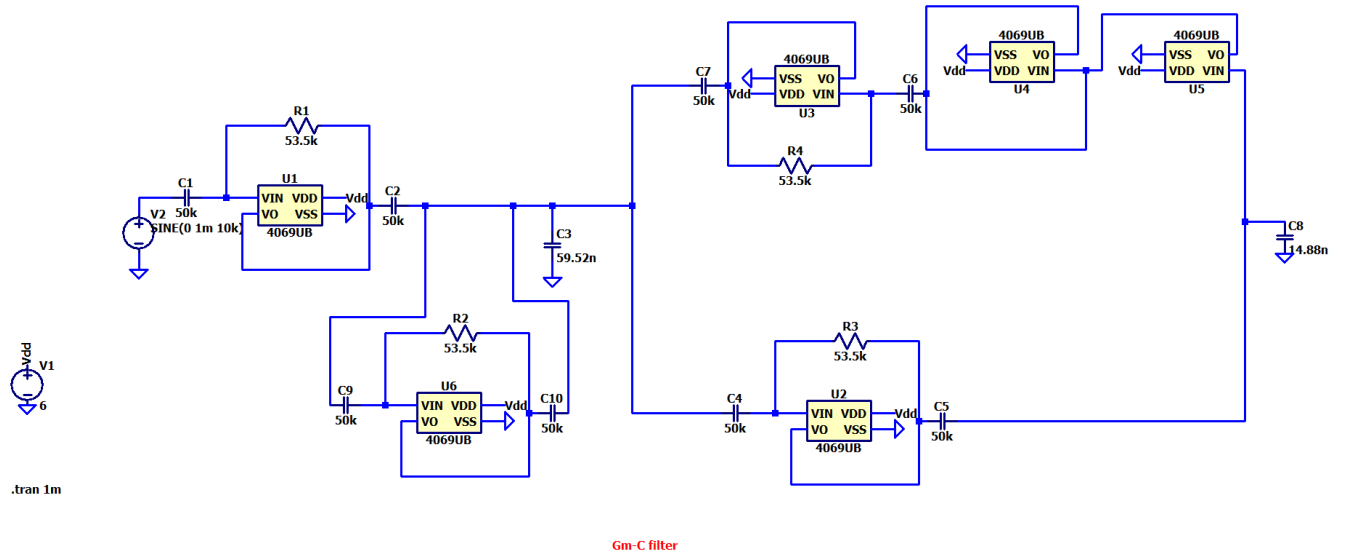 4069UB
VSS VO
Vdd
VDD VIN
U4
4069UB
VSS VO
Vdd
VDD VIN
U5
C7
50k
4069UB
VSS VO
Vdd
VDD VIN
U3
C6
50k
R4
53.5k
R1
53.5k
C1
50k
U1
VIN VDD
VO VSS
4069UB
Vdd
C2
50k
V2
SINE(0 1m 10k)
C3
59.52n
C8
14.88n
R2
53.5k
C9
50k
U6
VIN VDD
VO VSS
4069UB
Vdd
C10
50k
R3
53.5k
C4
50k
U2
VIN VDD
VO VSS
4069UB
Vdd
C5
50k
Vdd
V1
6
.tran 1m
Gm-C filter